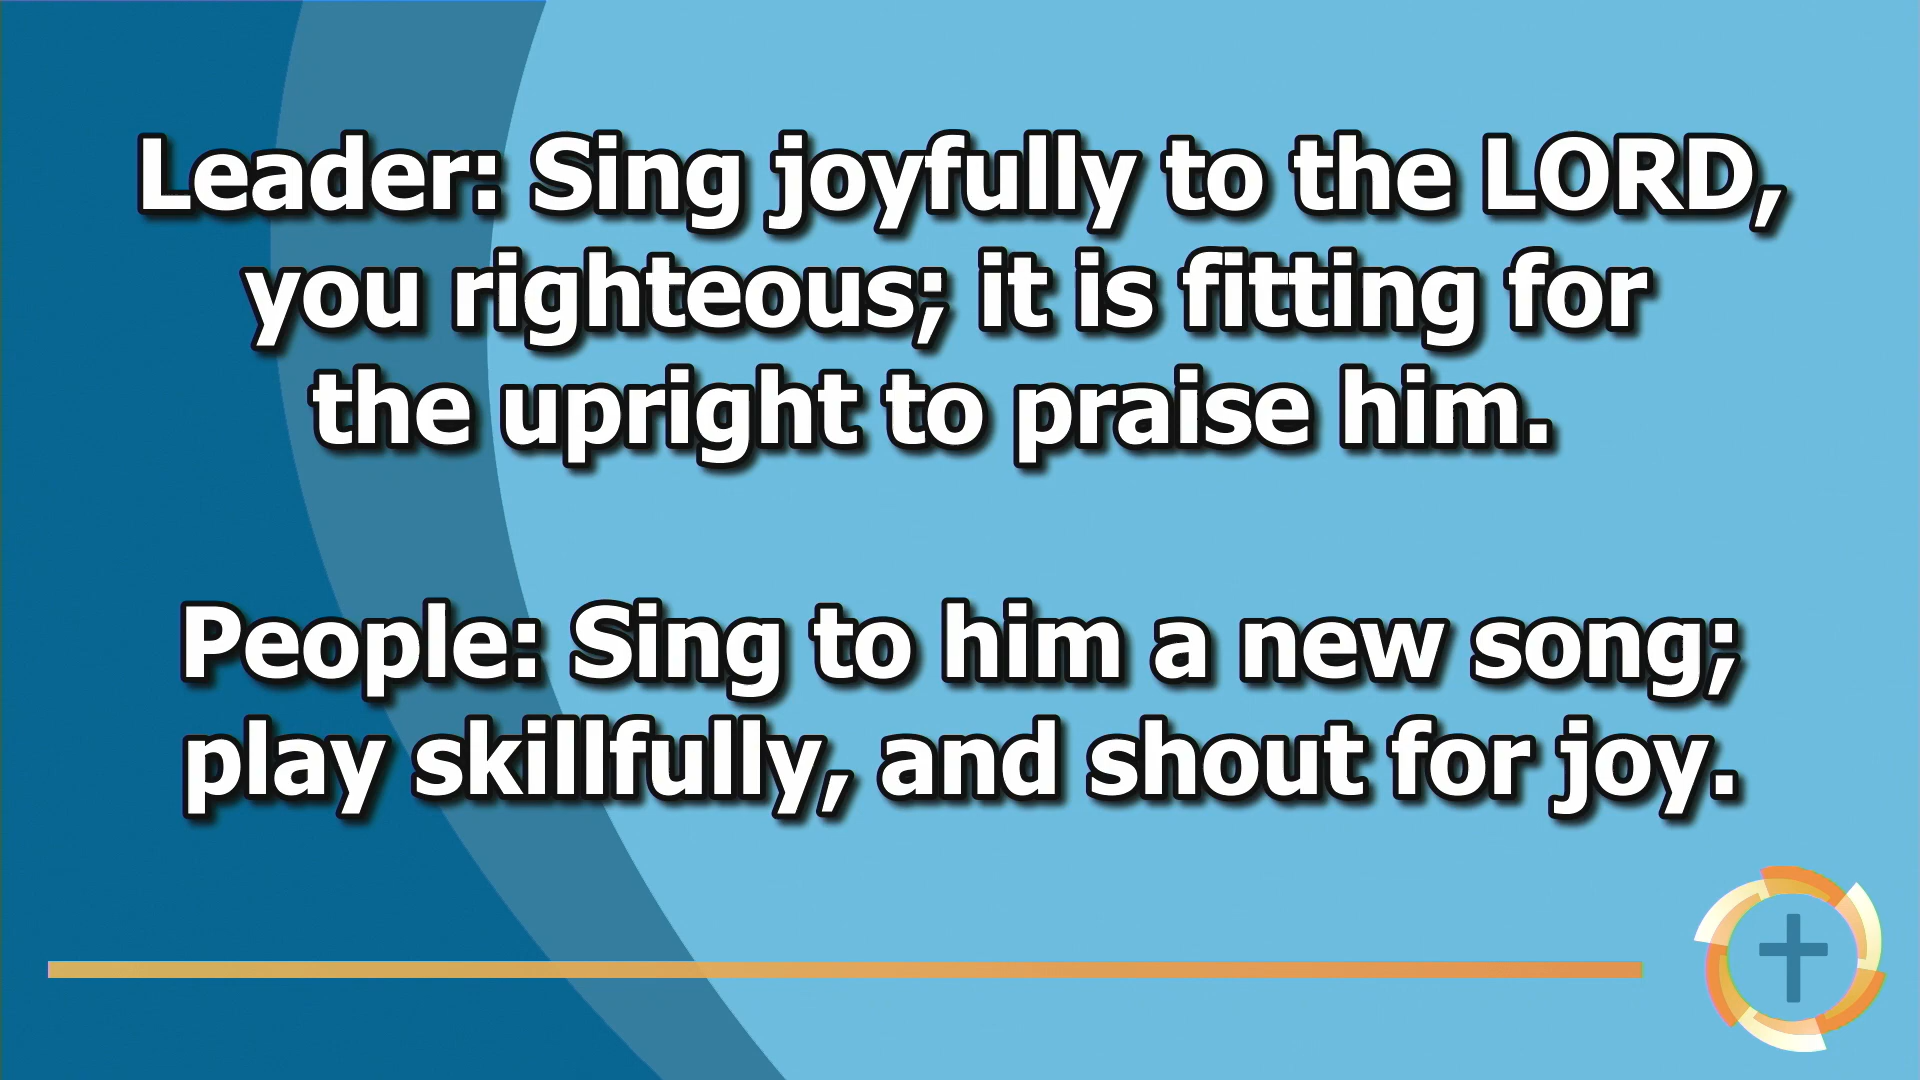 Leader: Sing joyfully to the LORD,
you righteous; it is fitting for
the upright to praise him.
People: Sing to him a new song;
play skillfully, and shout for joy.